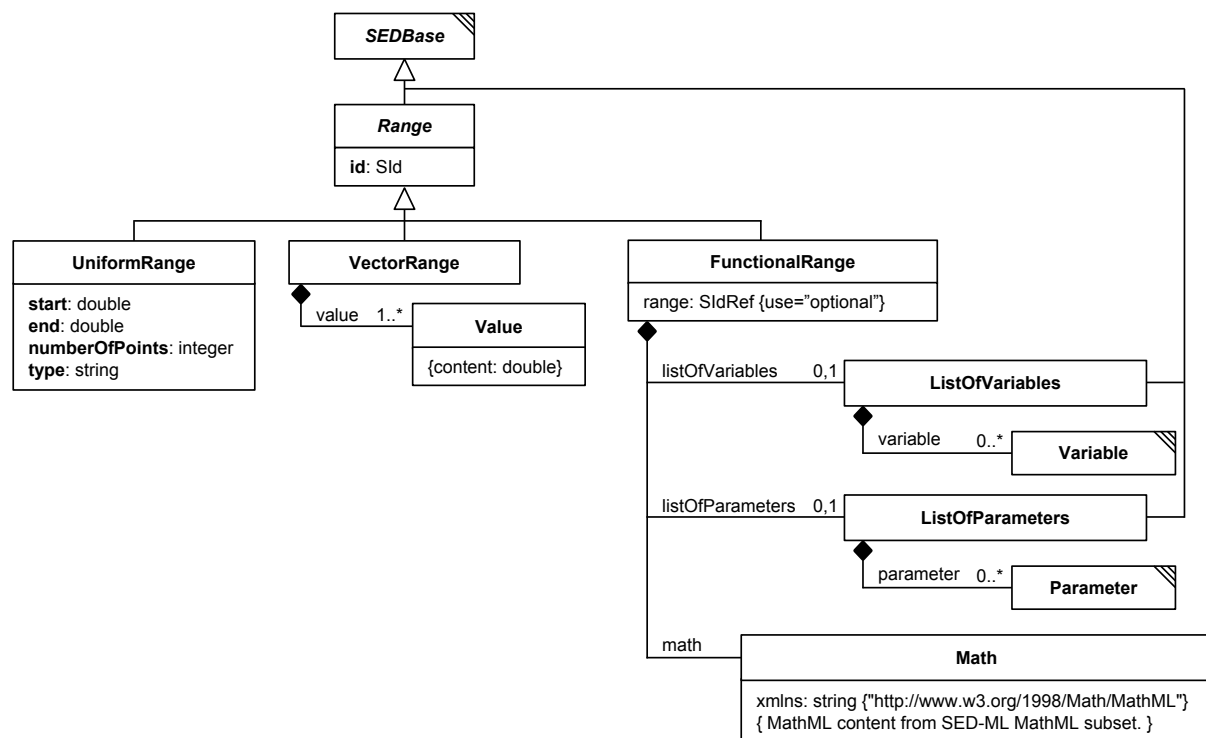 SEDBase
Range
id: SId
UniformRange
start: double
end: double
numberOfPoints: integer
type: string
VectorRange
value 1..*
Value
{content: double}
FunctionalRange
range: SIdRef {use=”optional”}
listOfVariables 0,1
ListOfVariables
variable 0..*
Variable
listOfParameters 0,1
ListOfParameters
parameter 0..*
Parameter
math
Math
xmlns: string {"http://www.w3.org/1998/Math/MathML"}
{ MathML content from SED-ML MathML subset. }